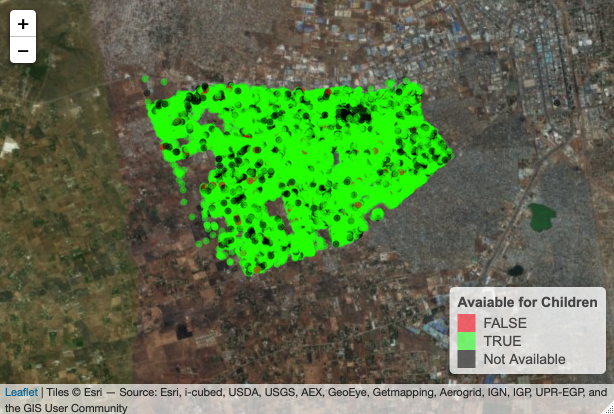 +
−
Avaiable for Children
FALSE
TRUE
Not Available
Leaflet | Tiles © Esri — Source: Esri, i-cubed, USDA, USGS, AEX, GeoEye, Getmapping, Aerogrid, IGN, IGP, UPR-EGP, and
the GIS User Community